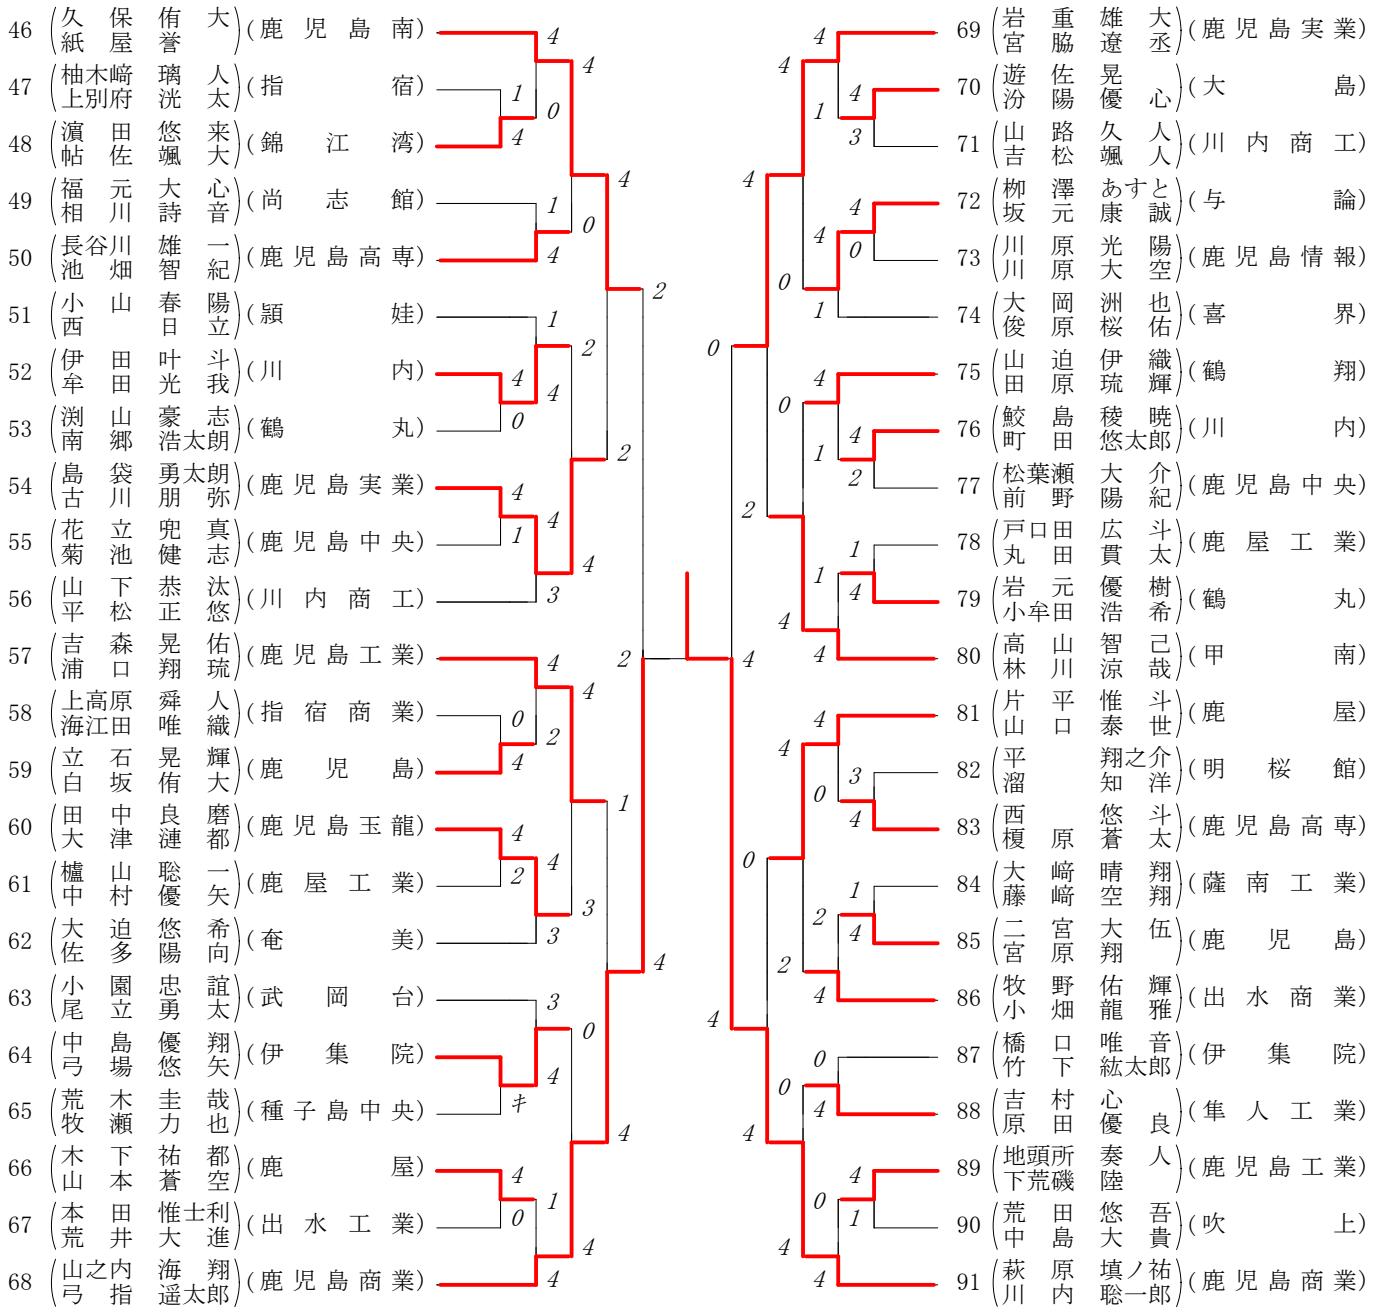 46 (久保侑大 紙屋誉) (鹿児島南)
47 (柚木﨑璃人 上別府洸太) (指宿)
48 (濵田悠来 帖佐颯大) (錦江湾)
49 (福元大心 相川詩音) (尚志館)
50 (長谷川雄一 池畑智紀) (鹿児島高専)
51 (小山春陽 西日立) (頴娃)
52 (伊田叶斗 牟田光我) (川内)
53 (渕山豪志 南郷浩太朗) (鶴丸)
54 (島袋勇太朗 古川朋弥) (鹿児島実業)
55 (花立兜真 菊池健志) (鹿児島中央)
56 (山下恭汰 平松正悠) (川内商工)
57 (吉森晃佑 浦口翔琉) (鹿児島工業)
58 (上高原舜人 海江田唯織) (指宿商業)
59 (立石晃輝 白坂侑大) (鹿児島)
60 (田中良磨 大津漣都) (鹿児島玉龍)
61 (櫨山聡一 中村優矢) (鹿屋工業)
62 (大迫悠希 佐多陽向) (奄美)
63 (小園忠誼 尾立勇太) (武岡台)
64 (中島優翔 弓場悠矢) (伊集院)
65 (荒木圭哉 牧瀬力也) (種子島中央)
66 (木下祐都 山本蒼空) (鹿屋)
67 (本田惟士利 荒井大進) (出水工業)
68 (山之内海翔 弓指遥太郎) (鹿児島商業)
4
4
1
0
4
4
1
0
4
2
1
2
4
4
0
2
4
4
1
4
3
4
4
2
0
2
4
1
4
4
2
3
3
4
3
0
4
キ
4
4
1
0
4
4
69 (岩重雄大 宮脇遼丞) (鹿児島実業)
70 (遊佐晃 汾陽優心) (大島)
71 (山路久人 吉松颯人) (川内商工)
72 (栁澤あすと 坂元康誠) (与論)
73 (川原光陽 川原大空) (鹿児島情報)
74 (大岡洲也 俊原桜佑) (喜界)
75 (山迫伊織 田原琉輝) (鶴翔)
76 (鮫島稜暁 町田悠太郎) (川内)
77 (松葉瀬大介 前野陽紀) (鹿児島中央)
78 (戸口田広斗 丸田貫太) (鹿屋工業)
79 (岩元優樹 小牟田浩希) (鶴丸)
80 (高山智己 林川涼哉) (甲南)
81 (片平惟斗 山口泰世) (鹿屋)
82 (平翔之介 溜知洋) (明桜館)
83 (西悠斗 榎原蒼太) (鹿児島高専)
84 (大﨑晴翔 藤﨑空翔) (薩南工業)
85 (二宮大伍 宮原翔) (鹿児島)
86 (牧野佑輝 小畑龍雅) (出水商業)
87 (橋口唯音 竹下紘太郎) (伊集院)
88 (吉村心 原田優良) (隼人工業)
89 (地頭所奏人 下荒磯陸) (鹿児島工業)
90 (荒田悠吾 中島大貴) (吹上)
91 (萩原塡ノ祐 川内聡一郎) (鹿児島商業)
4
4
1
3
4
4
4
0
0
1
0
4
0
4
1
2
2
1
1
4
4
4
4
4
4
3
0
4
0
1
2
4
2
4
4
0
0
4
4
4
0
1
4
4